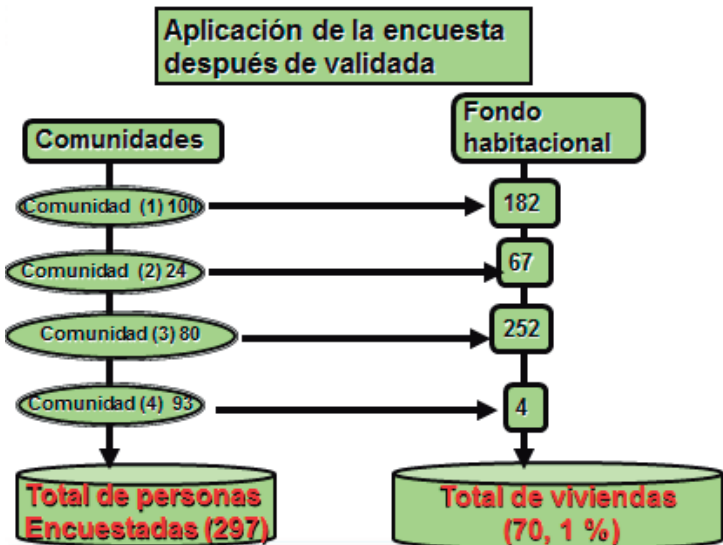 Aplicación de la encuesta
después de validada
Comunidades
Fondo
habitacional
Comunidad (1) 100
182
Comunidad (2) 24
67
Comunidad (3) 80
252
Comunidad (4) 93
4
Total de personas
Encuestadas (297)
Total de viviendas
(70, 1 %)